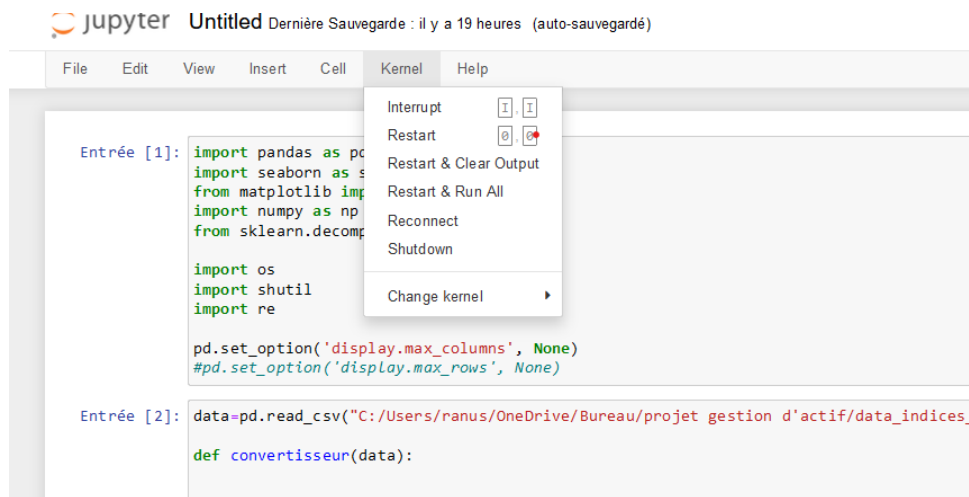 jupyter Untitled Dernière Sauvegarde : il y a 19 heures (auto-sauvegardé)
File Edit View Insert Cell Kernel Help
Interrupt I, I
Restart 0, 0
Restart & Clear Output
Restart & Run All
Reconnect
Shutdown
Change kernel
Entrée [1]: import pandas as
import seaborn as
from matplotlib
import numpy as np
from
import os
import shutil
import re
pd.set_option('display.max_columns', None)
#pd.set_option('display.max_rows', None)
Entrée [2]: data=pd.read_csv("C:/Users/ranus/OneDrive/Bureau/projet gestion d'actif/data_indices_
def convertisseur(data):